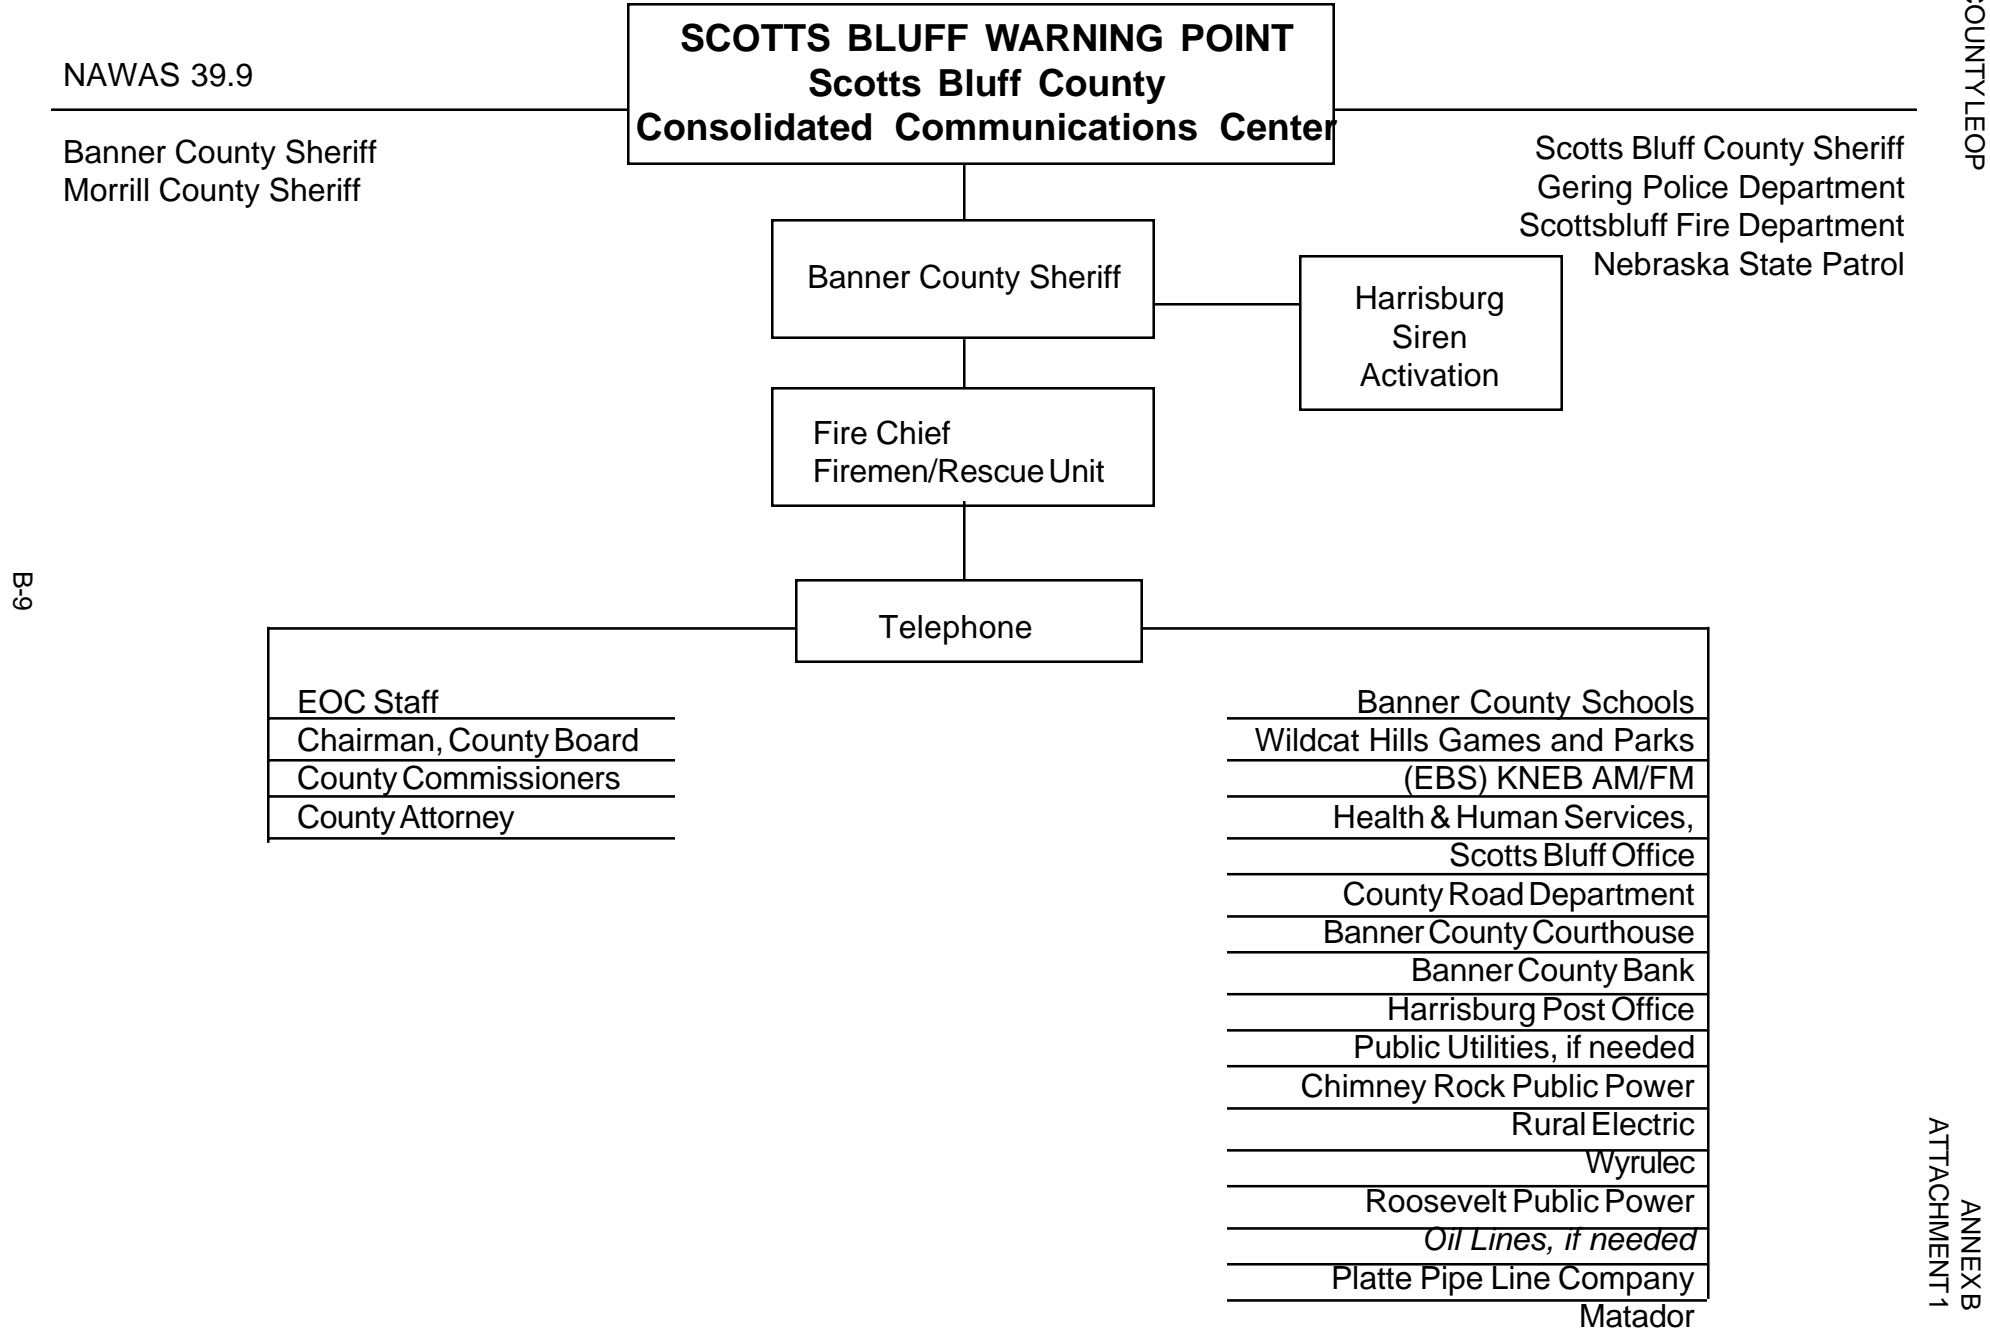 COUNTY LEOP
SCOTTS BLUFF WARNING POINT
Scotts Bluff County
Consolidated Communications Center
NAWAS 39.9
Banner County Sheriff
Morrill County Sheriff
Scotts Bluff County Sheriff
Gering Police Department
Scottsbluff Fire Department
Nebraska State Patrol
Banner County Sheriff
Harrisburg
Siren
Activation
Fire Chief
Firemen/Rescue Unit
Telephone
EOC Staff
Chairman, County Board
County Commissioners
County Attorney
Banner County Schools
Wildcat Hills Games and Parks
(EBS) KNEB AM/FM
Health & Human Services,
Scotts Bluff Office
County Road Department
Banner County Courthouse
Banner County Bank
Harrisburg Post Office
Public Utilities, if needed
Chimney Rock Public Power
Rural Electric
Wyrulec
Roosevelt Public Power
Oil Lines, if needed
Platte Pipe Line Company
Matador
B-9
ANNEX B
ATTACHMENT 1